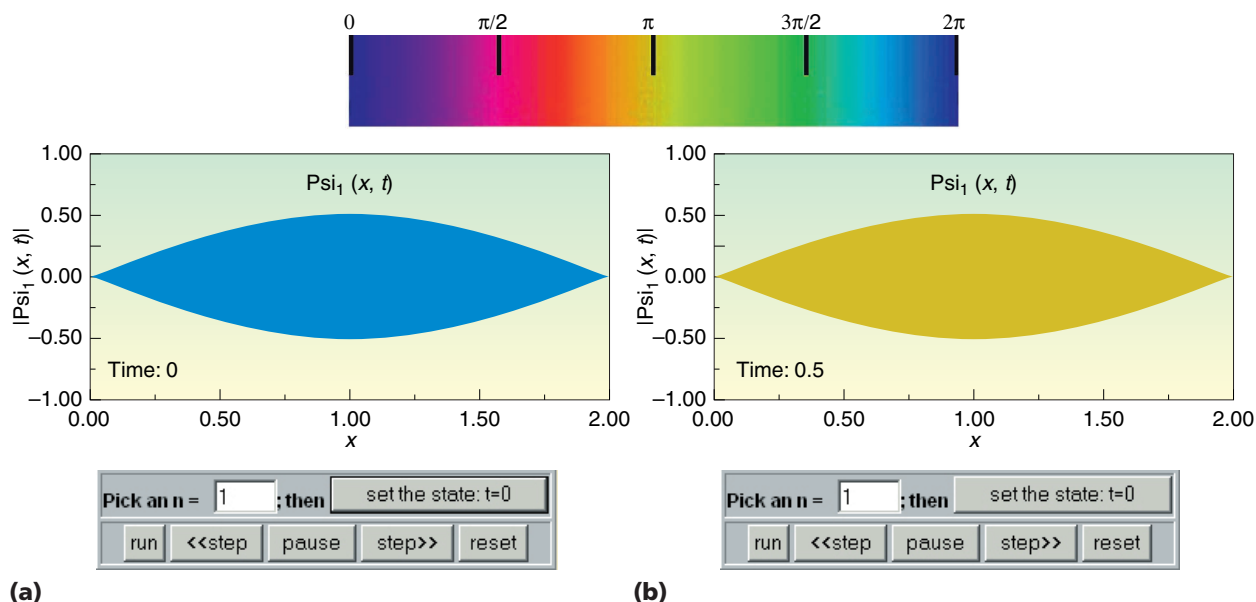 0 π/2 π 3π/2 2π
1.00
0.50
0.00
−0.50
−1.00
|Psi₁ (x, t)|
Psi₁ (x, t)
Time: 0
0.00 0.50 1.00 1.50 2.00
x
Pick an n = 1 ; then set the state: t=0
run <<step pause step>> reset
(a)
1.00
0.50
0.00
−0.50
−1.00
|Psi₁ (x, t)|
Psi₁ (x, t)
Time: 0.5
0.00 0.50 1.00 1.50 2.00
x
Pick an n = 1 ; then set the state: t=0
run <<step pause step>> reset
(b)